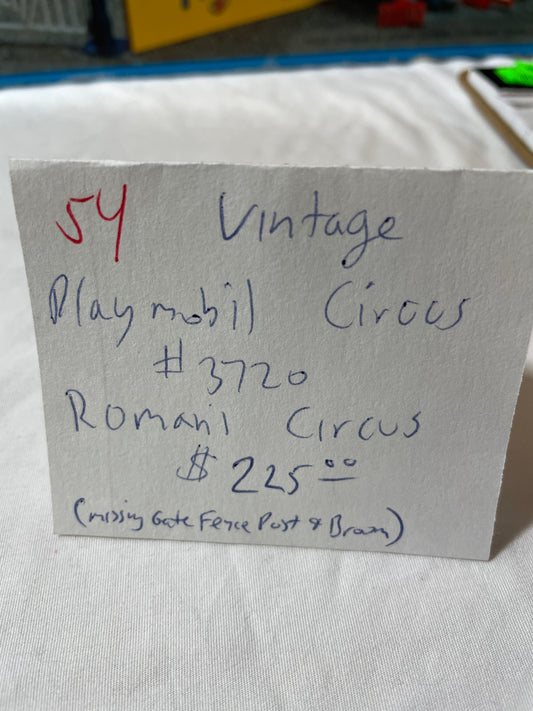 54 Vintage
Playmobil Circus
# 3720
Romani Circus
$ 225.00
(missing Gate Fence Post & Broom)